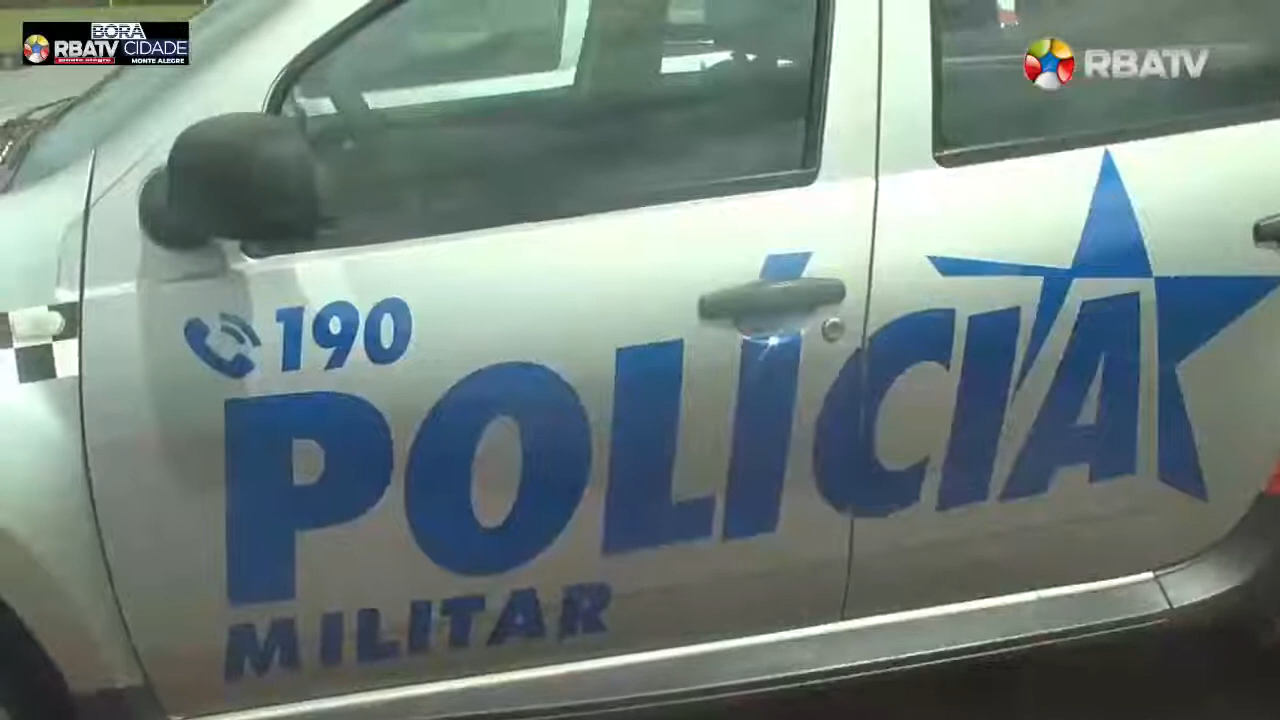 BORA
RBATV CIDADE
MONTE ALEGRE
RBATV
190
POLÍCIA
MILITAR